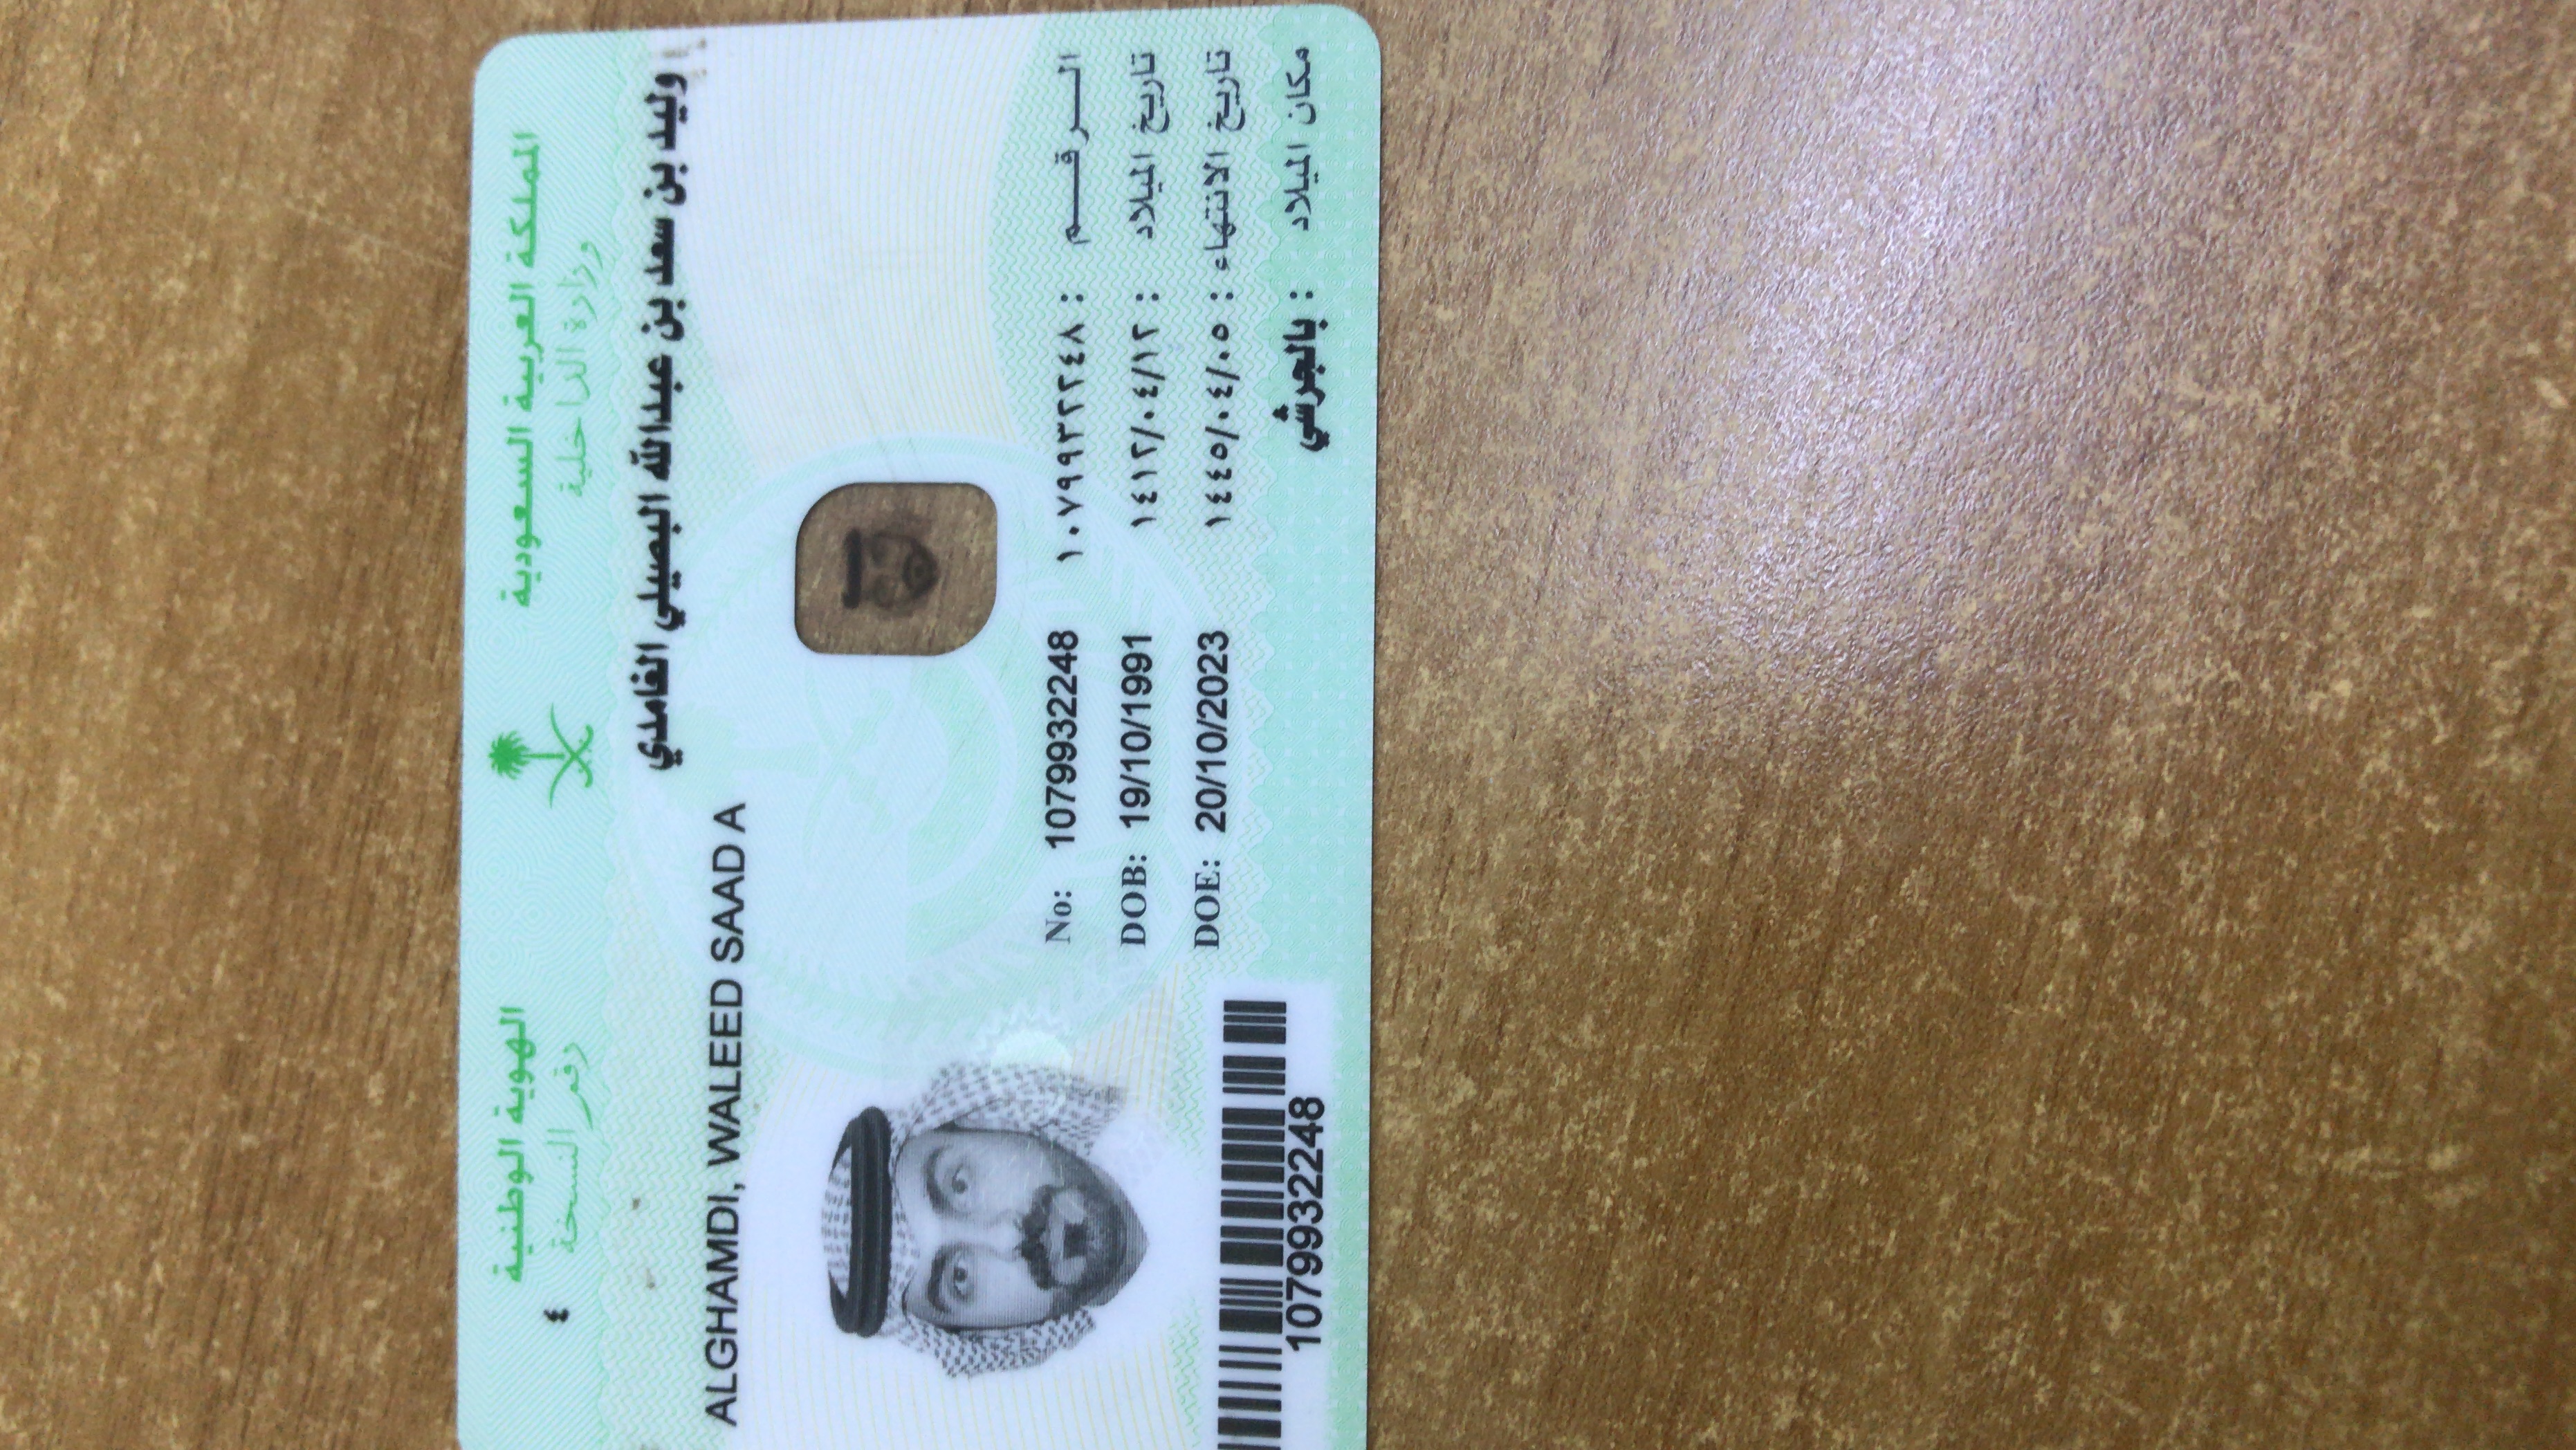 المملكة العربية السعودية
وزارة الداخلية
الهوية الوطنية
رقم النسخة ٤
وليد بن سعد بن عبدالله البصيلي الغامدي
ALGHAMDI, WALEED SAAD A
الرقم : ١٠٧٩٩٣٢٢٤٨
No: 1079932248
تاريخ الميلاد : ١٤١٢/٠٤/١٢
DOB: 19/10/1991
تاريخ الانتهاء : ١٤٤٥/٠٤/٠٥
DOE: 20/10/2023
مكان الميلاد : بالجرشي
1079932248